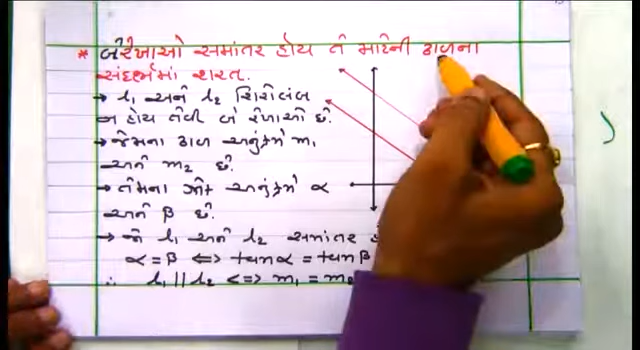 * બે રેખાઓ સમાંતર હોય તે માટેની ઢાળના
સંદર્ભમાં શરત.
→ l₁ અને l₂ શિરોલંબ
ન હોય તેવી બે રેખાઓ છે.
→ જેમના ઢાળ અનુક્રમે m₁
અને m₂ છે.
→ તેમના અનુક્રમે α
અને β છે.
→ જો l₁ અને l₂ સમાંતર
α = β ⇔ tanα = tanβ
∴ l₁ || l₂ ⇔ m₁ = m₂